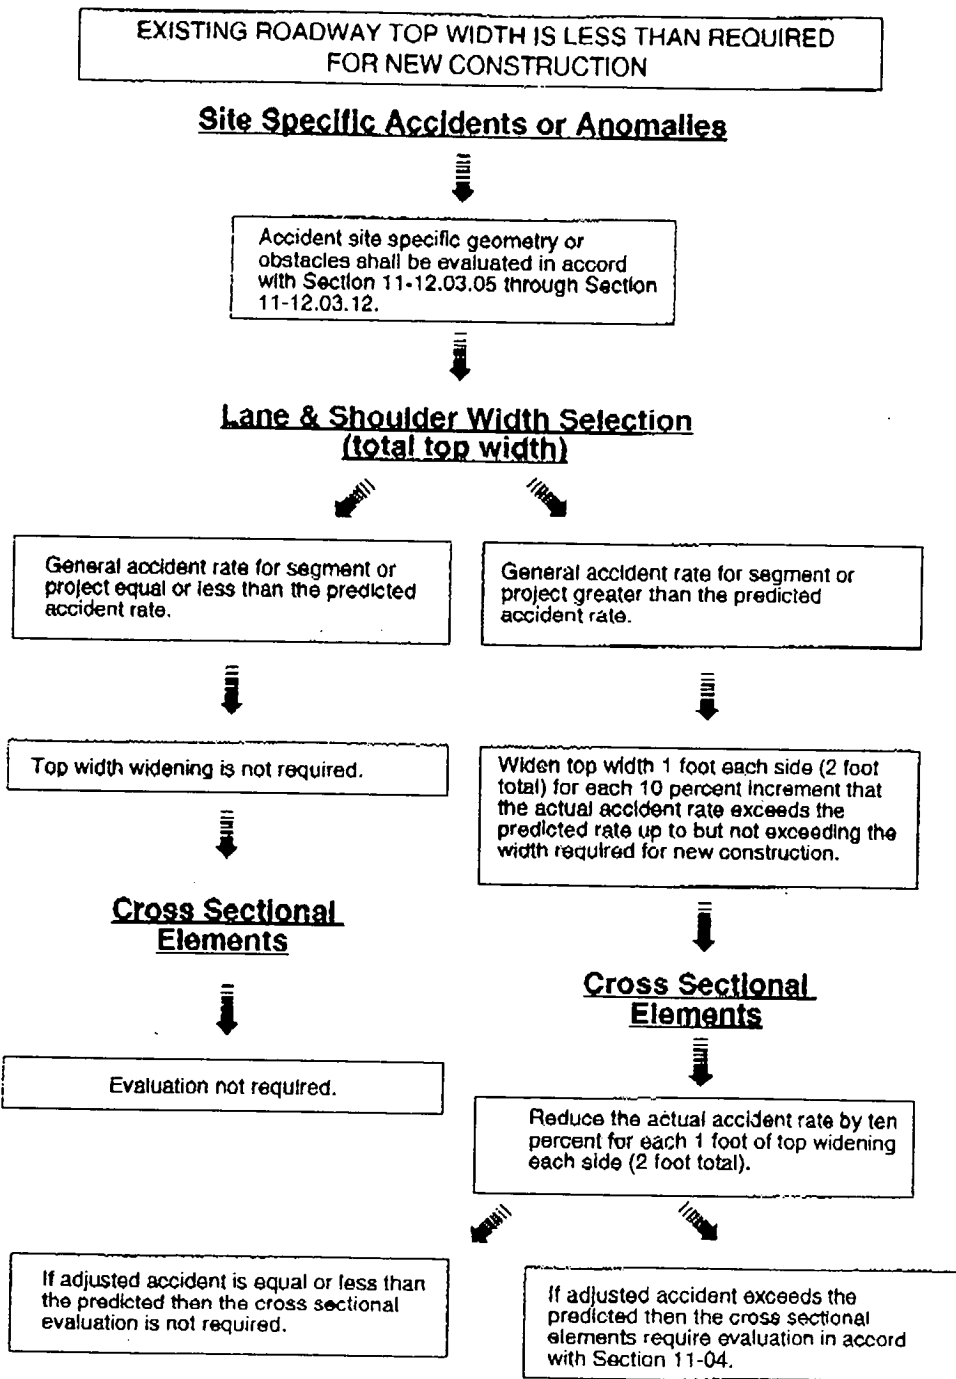 EXISTING ROADWAY TOP WIDTH IS LESS THAN REQUIRED
FOR NEW CONSTRUCTION
Site Specific Accidents or Anomalies
Accident site specific geometry or
obstacles shall be evaluated in accord
with Section 11-12.03.05 through Section
11-12.03.12.
Lane & Shoulder Width Selection
(total top width)
General accident rate for segment or
project equal or less than the predicted
accident rate.
General accident rate for segment or
project greater than the predicted
accident rate.
Top width widening is not required.
Widen top width 1 foot each side (2 foot
total) for each 10 percent increment that
the actual accident rate exceeds the
predicted rate up to but not exceeding the
width required for new construction.
Cross Sectional
Elements
Cross Sectional
Elements
Evaluation not required.
Reduce the actual accident rate by ten
percent for each 1 foot of top widening
each side (2 foot total).
If adjusted accident is equal or less than
the predicted then the cross sectional
evaluation is not required.
If adjusted accident exceeds the
predicted then the cross sectional
elements require evaluation in accord
with Section 11-04.